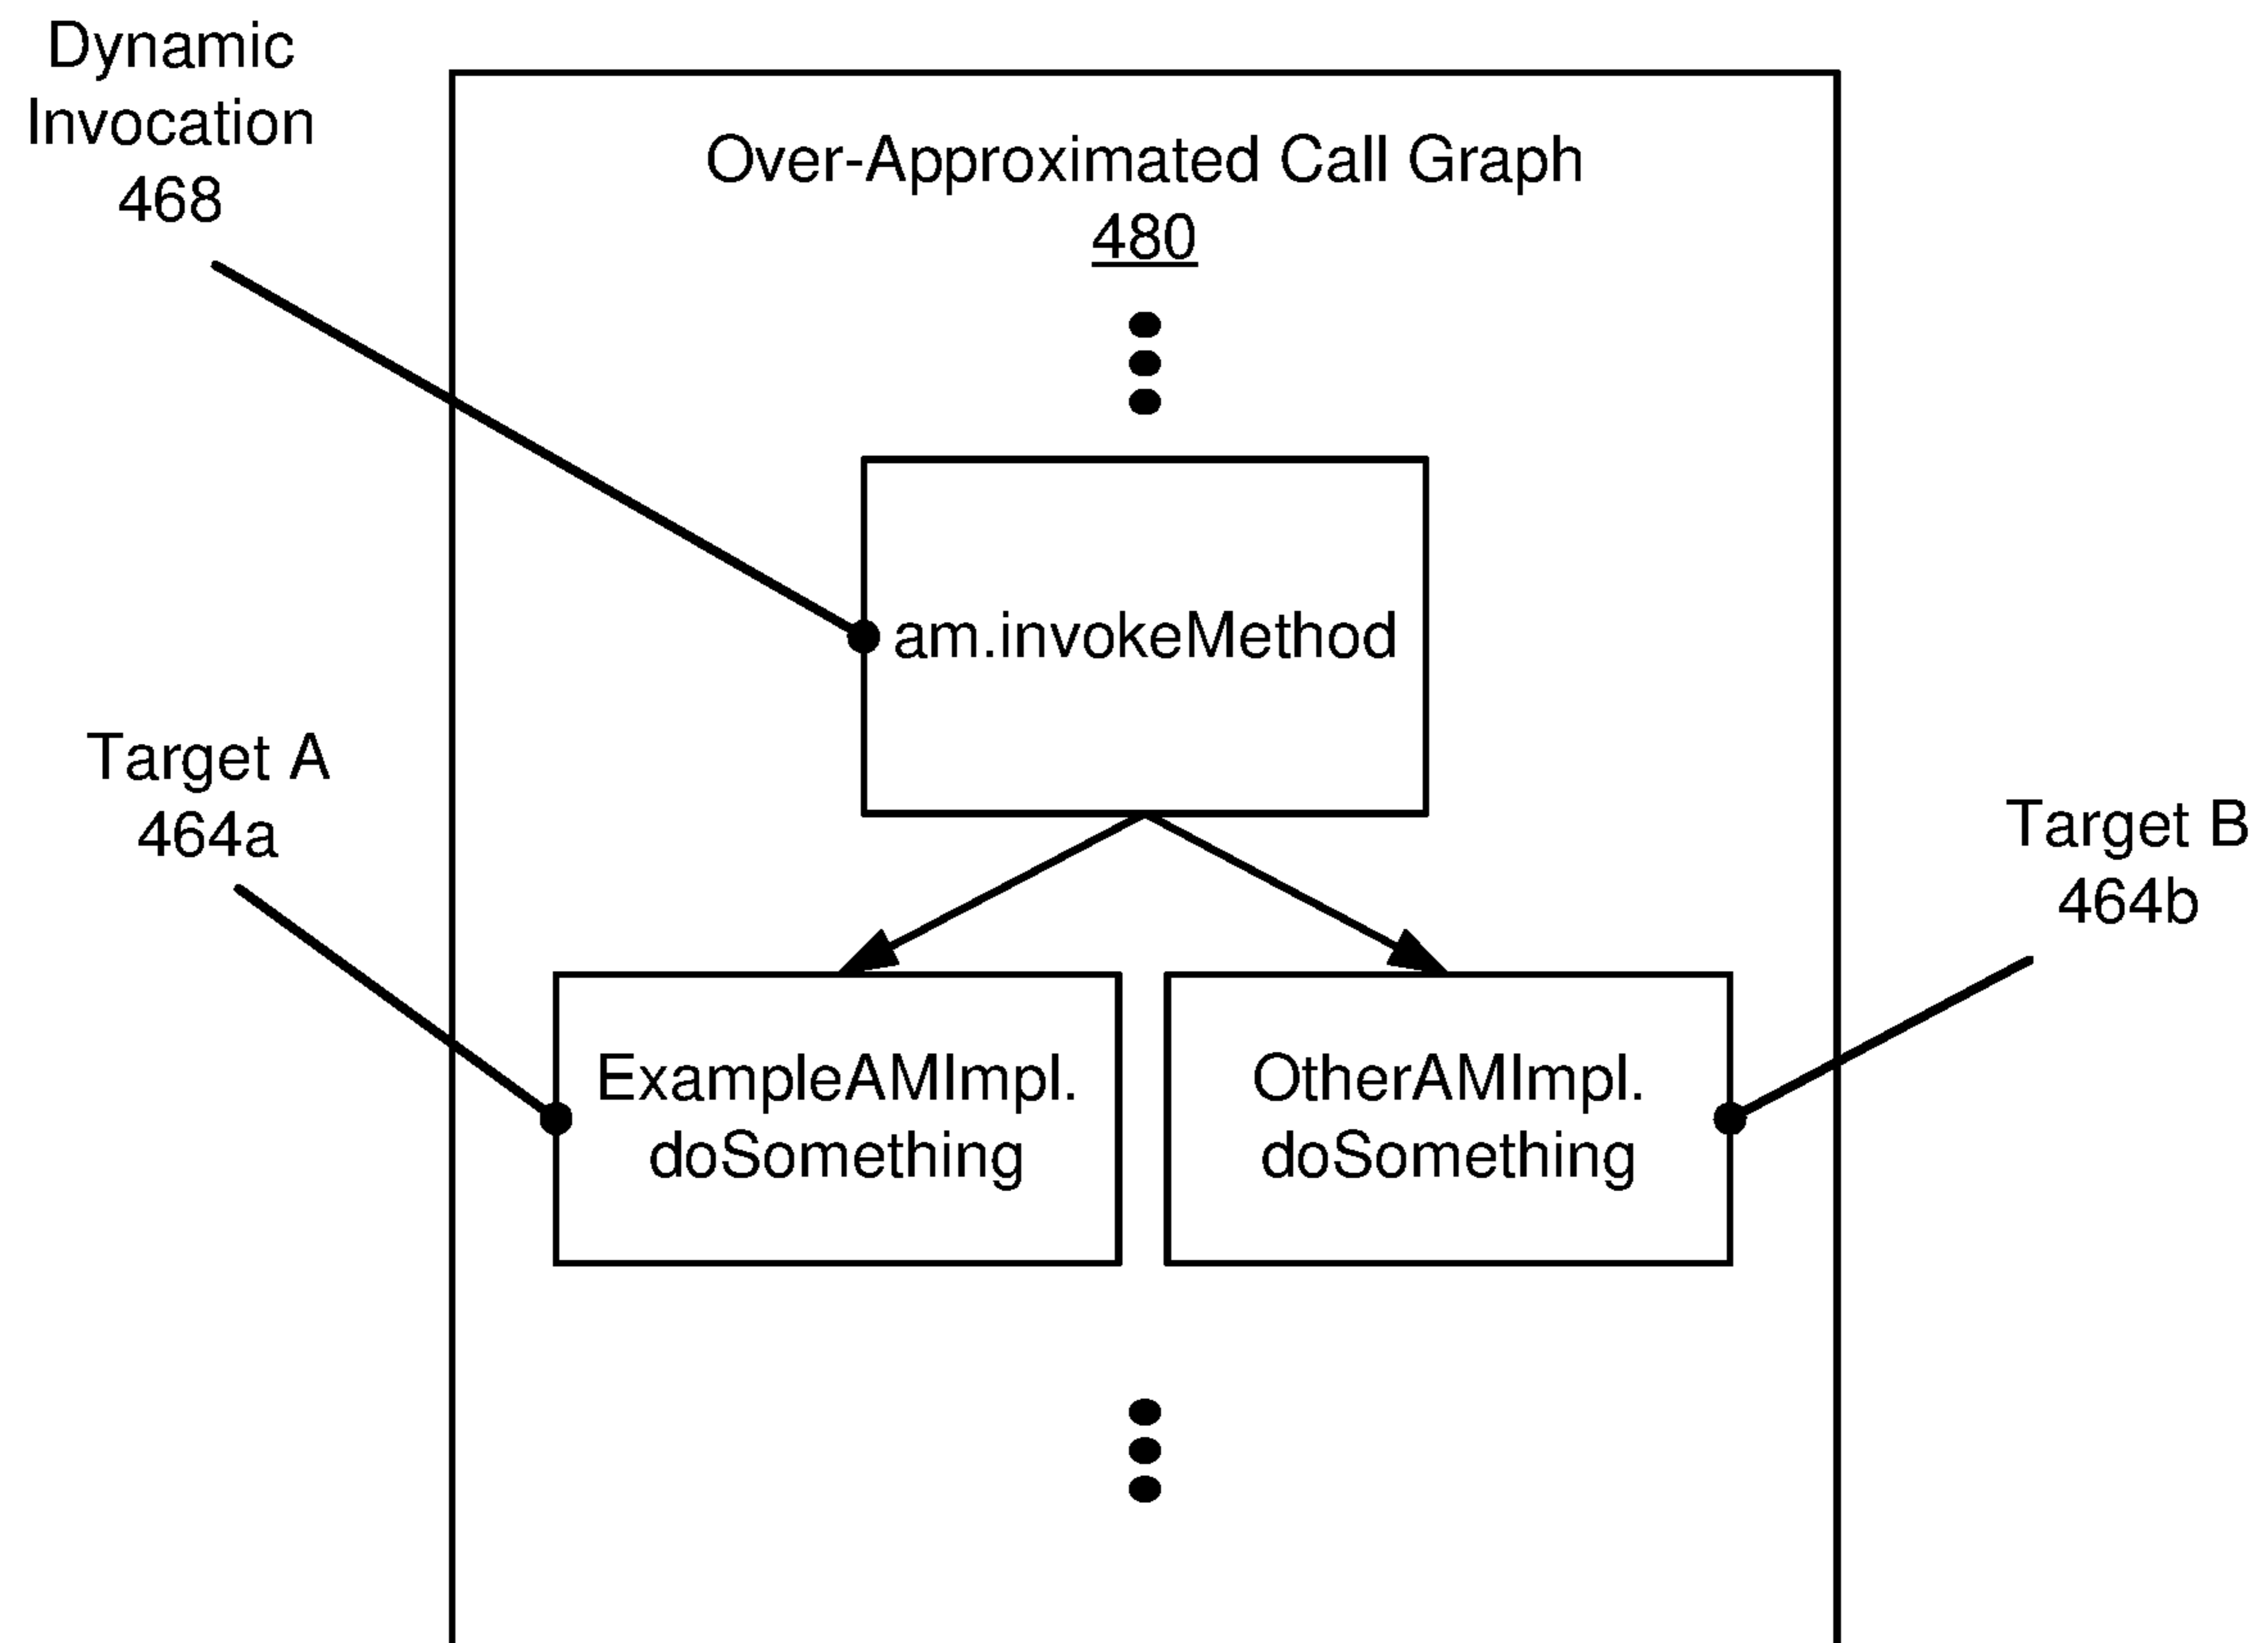 Dynamic
Invocation
468
Over-Approximated Call Graph
480
am.invokeMethod
Target A
464a
Target B
464b
ExampleAMImpl.
doSomething
OtherAMImpl.
doSomething